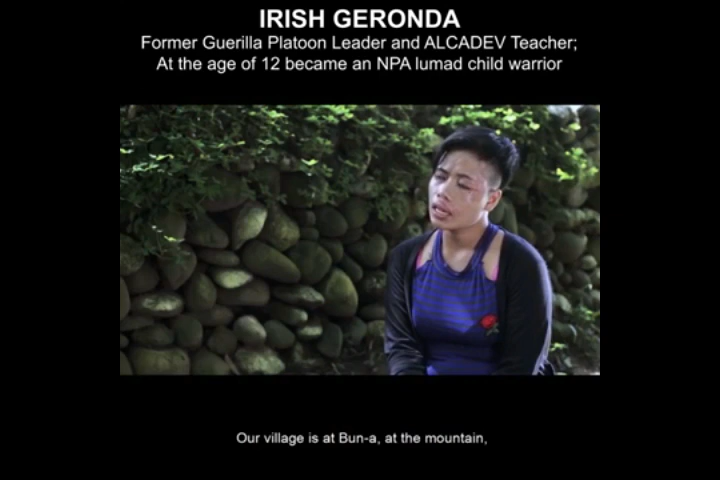 IRISH GERONDA
Former Guerilla Platoon Leader and ALCADEV Teacher;
At the age of 12 became an NPA lumad child warrior
Our village is at Bun-a, at the mountain,